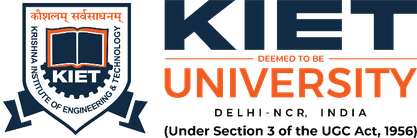 कौशलम् सर्वसाधनम्
KRISHNA INSTITUTE OF ENGINEERING & TECHNOLOGY
KIET
KIET
DEEMED TO BE
UNIVERSITY
DELHI-NCR, INDIA
(Under Section 3 of the UGC Act, 1956